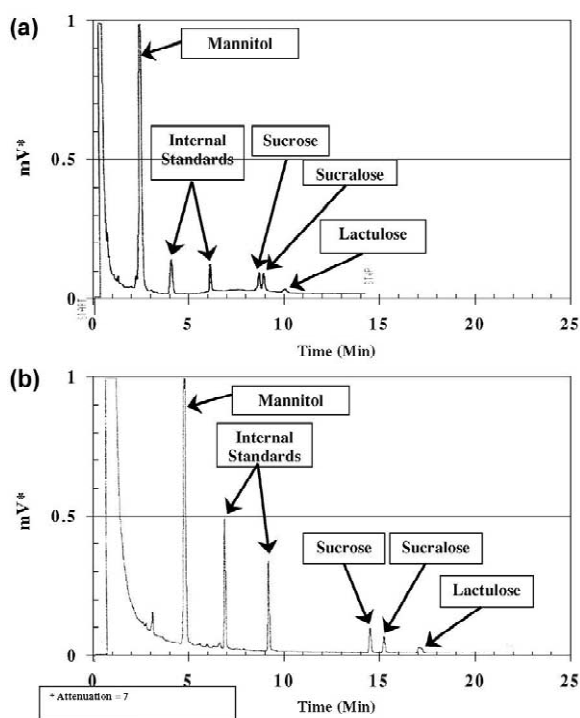 (a)
1
Mannitol
Internal
Standards
Sucrose
mV*
0.5
Sucralose
Lactulose
0
START
STOP
0 5 10 15 20 25
Time (Min)
(b)
1
Mannitol
Internal
Standards
mV*
0.5
Sucrose
Sucralose
Lactulose
0
0 5 10 15 20 25
* Attenuation = 7
Time (Min)